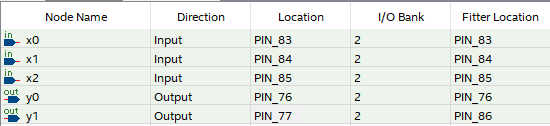 Node Name Direction Location I/O Bank Fitter Location
in x0 Input PIN_83 2 PIN_83
in x1 Input PIN_84 2 PIN_84
in x2 Input PIN_85 2 PIN_85
out y0 Output PIN_76 2 PIN_76
out y1 Output PIN_77 2 PIN_86